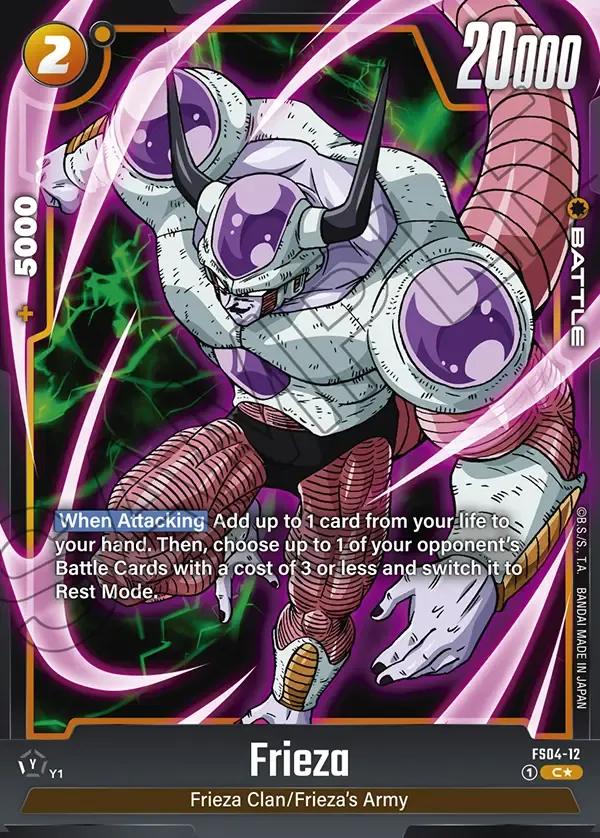 2
20000
+ 5000
BATTLE
When Attacking Add up to 1 card from your life to
your hand. Then, choose up to 1 of your opponent's
Battle Cards with a cost of 3 or less and switch it to
Rest Mode.
SAMPLE
©B.S./S., T.A. BANDAI MADE IN JAPAN
Y Y1
Frieza
FS04-12
1 C★
Frieza Clan/Frieza's Army